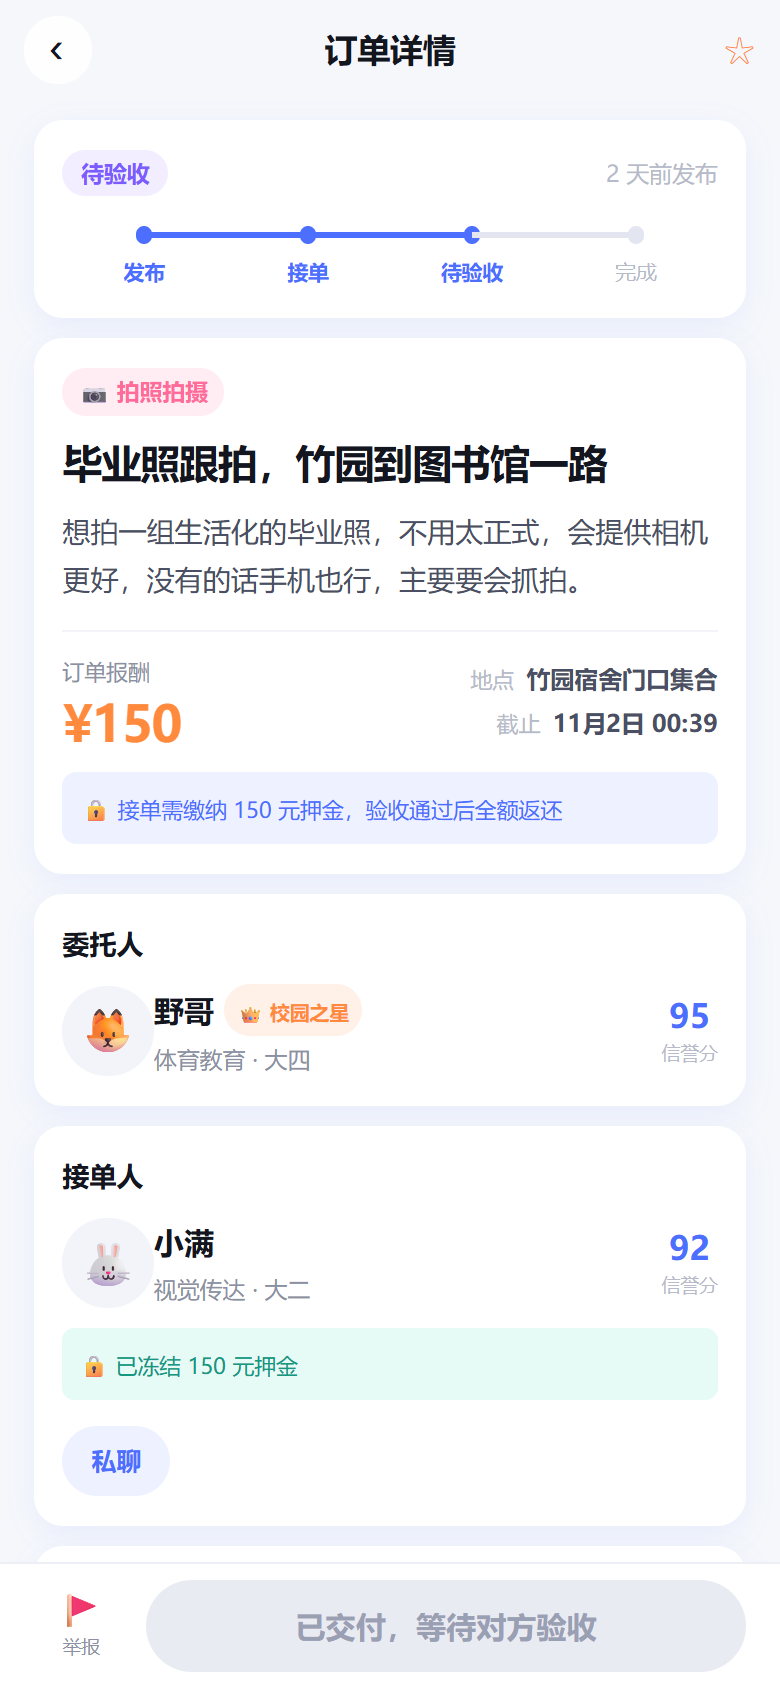 订单详情
待验收
2 天前发布
发布
接单
待验收
完成
拍照拍摄
毕业照跟拍，竹园到图书馆一路
想拍一组生活化的毕业照，不用太正式，会提供相机
更好，没有的话手机也行，主要要会抓拍。
订单报酬
¥150
地点 竹园宿舍门口集合
截止 11月2日 00:39
接单需缴纳 150 元押金，验收通过后全额返还
委托人
野哥
校园之星
体育教育 · 大四
95
信誉分
接单人
小满
视觉传达 · 大二
92
信誉分
已冻结 150 元押金
私聊
举报
已交付，等待对方验收